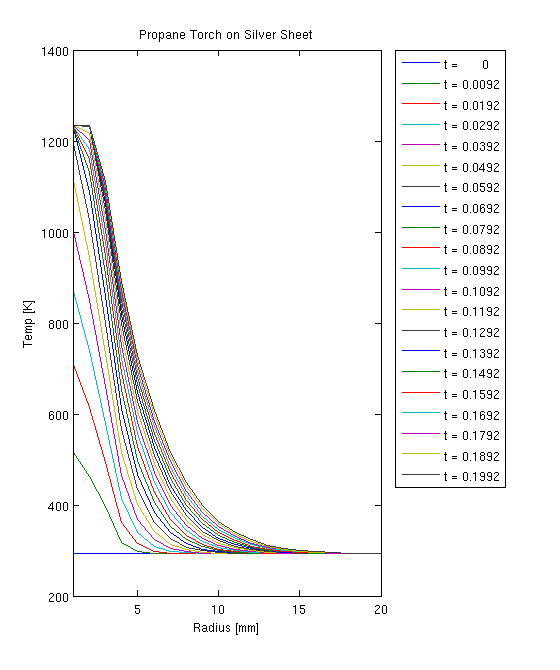 Propane Torch on Silver Sheet
1400
1200
1000
800
600
400
200
5
10
15
20
Temp [K]
Radius [mm]
t = 0
t = 0.0092
t = 0.0192
t = 0.0292
t = 0.0392
t = 0.0492
t = 0.0592
t = 0.0692
t = 0.0792
t = 0.0892
t = 0.0992
t = 0.1092
t = 0.1192
t = 0.1292
t = 0.1392
t = 0.1492
t = 0.1592
t = 0.1692
t = 0.1792
t = 0.1892
t = 0.1992